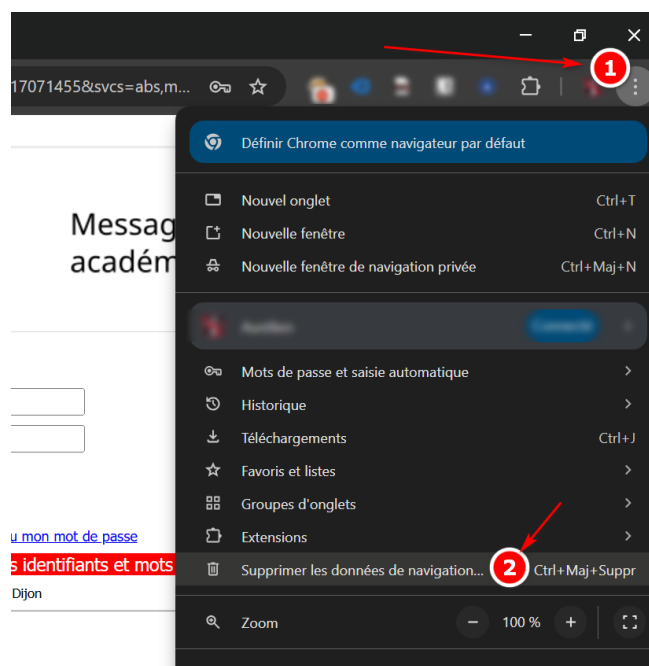 17071455&svcs=abs,m...
1
Définir Chrome comme navigateur par défaut
Nouvel onglet Ctrl+T
Nouvelle fenêtre Ctrl+N
Nouvelle fenêtre de navigation privée Ctrl+Maj+N
Messag
académ
Mots de passe et saisie automatique
Historique
Téléchargements Ctrl+J
Favoris et listes
Groupes d'onglets
u mon mot de passe
Extensions
s identifiants et mots
Supprimer les données de navigation... 2 Ctrl+Maj+Suppr
Dijon
Zoom - 100 % +